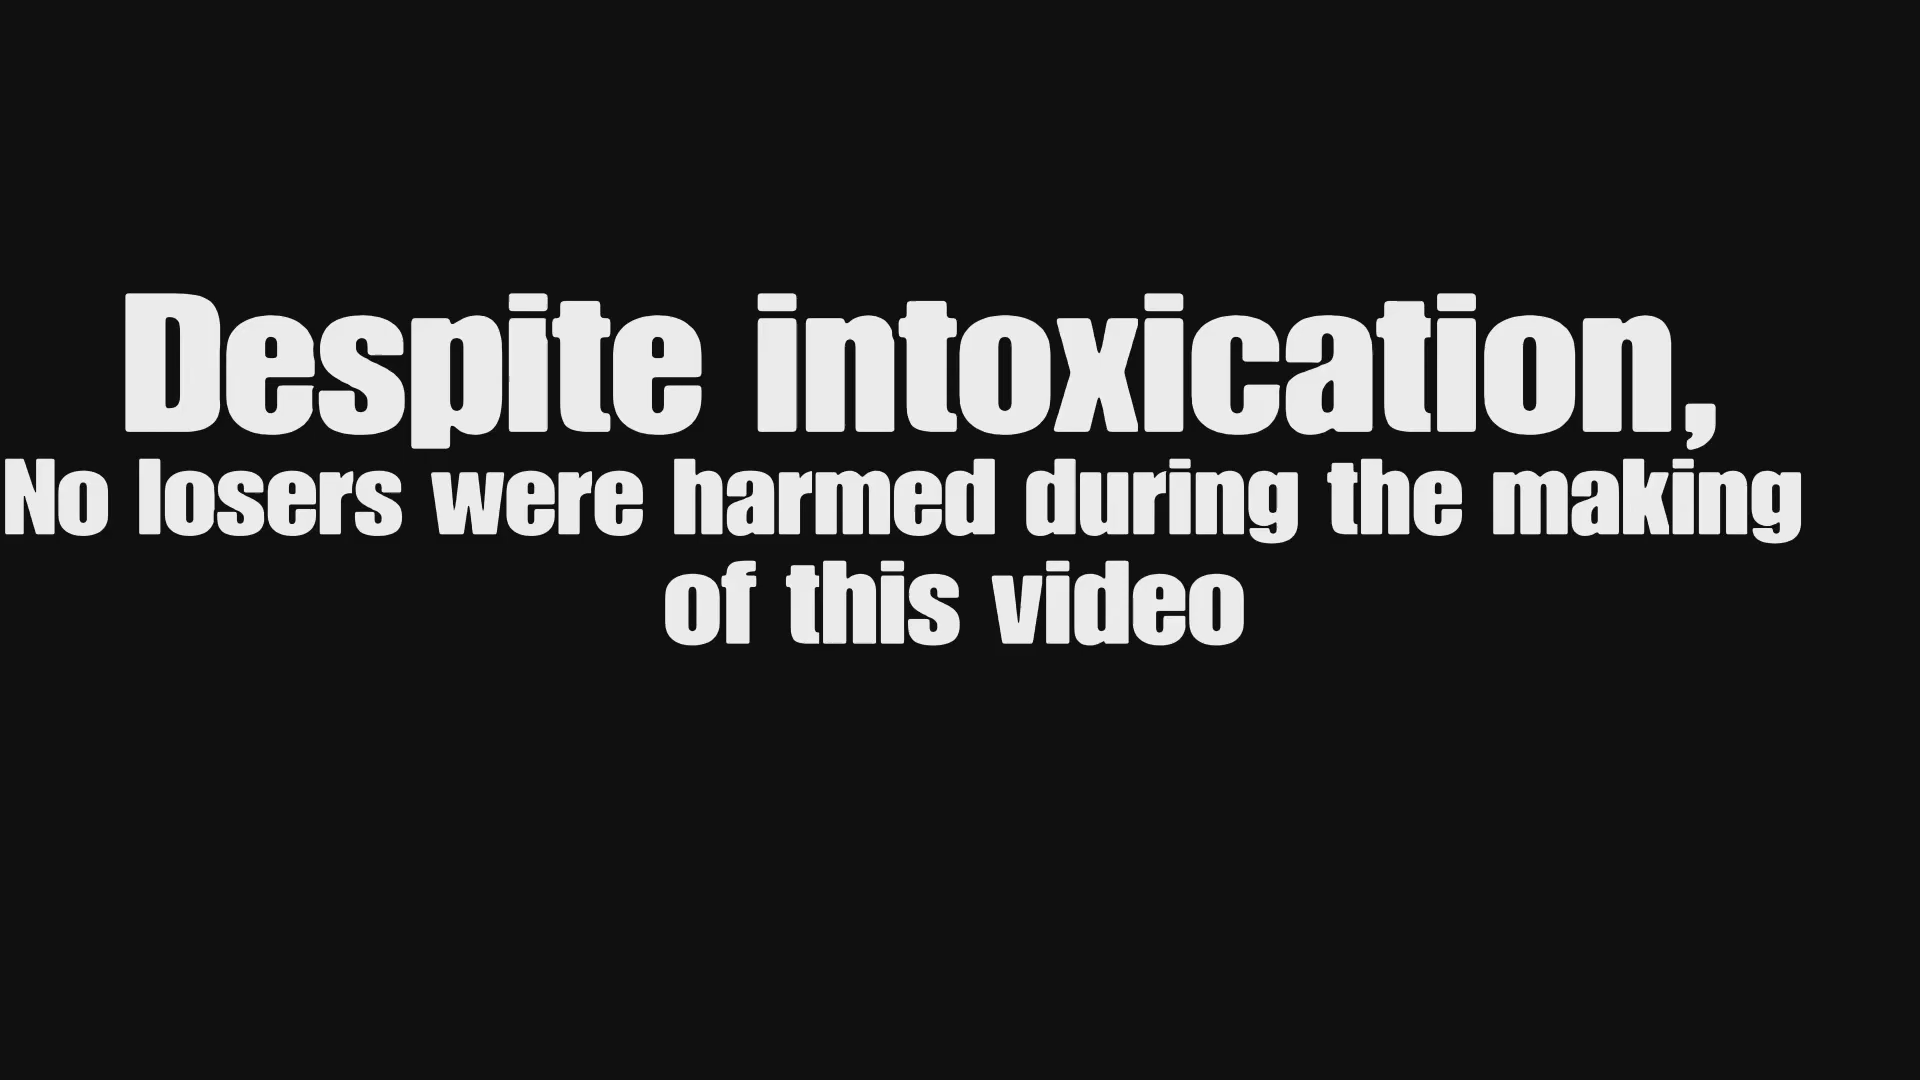 Despite intoxication,
No losers were harmed during the making
of this video